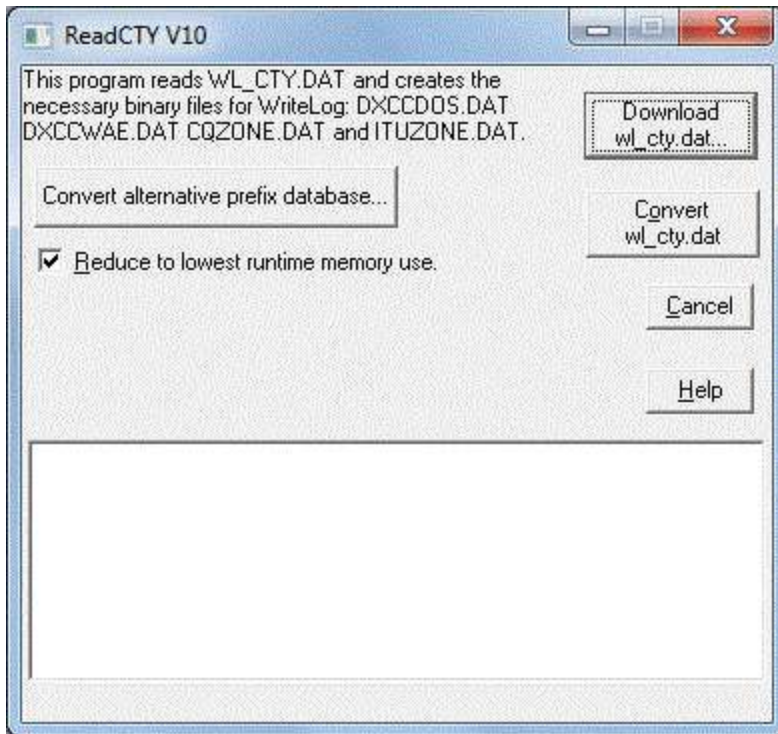 ReadCTY V10
This program reads WL_CTY.DAT and creates the
necessary binary files for WriteLog: DXCCDOS.DAT
DXCCWAE.DAT CQZONE.DAT and ITUZONE.DAT.
Download
wl_cty.dat...
Convert alternative prefix database...
Convert
wl_cty.dat
Reduce to lowest runtime memory use.
Cancel
Help